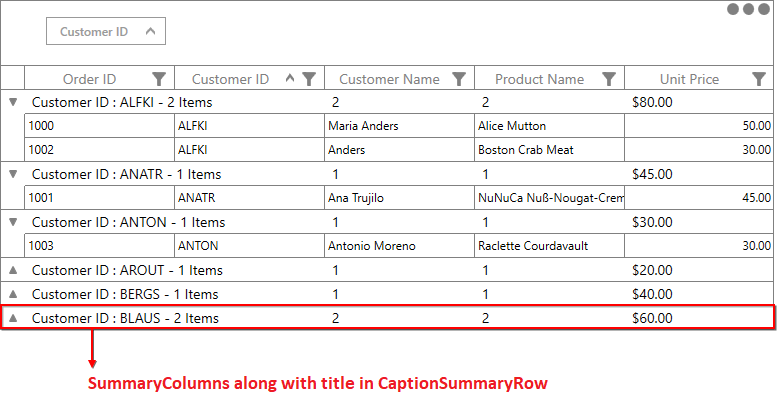 Customer ID
Order ID Customer ID Customer Name Product Name Unit Price
Customer ID : ALFKI - 2 Items 2 2 $80.00
1000 ALFKI Maria Anders Alice Mutton 50.00
1002 ALFKI Anders Boston Crab Meat 30.00
Customer ID : ANATR - 1 Items 1 1 $45.00
1001 ANATR Ana Trujilo NuNuCa Nuß-Nougat-Crem 45.00
Customer ID : ANTON - 1 Items 1 1 $30.00
1003 ANTON Antonio Moreno Raclette Courdavault 30.00
Customer ID : AROUT - 1 Items 1 1 $20.00
Customer ID : BERGS - 1 Items 1 1 $40.00
Customer ID : BLAUS - 2 Items 2 2 $60.00
SummaryColumns along with title in CaptionSummaryRow